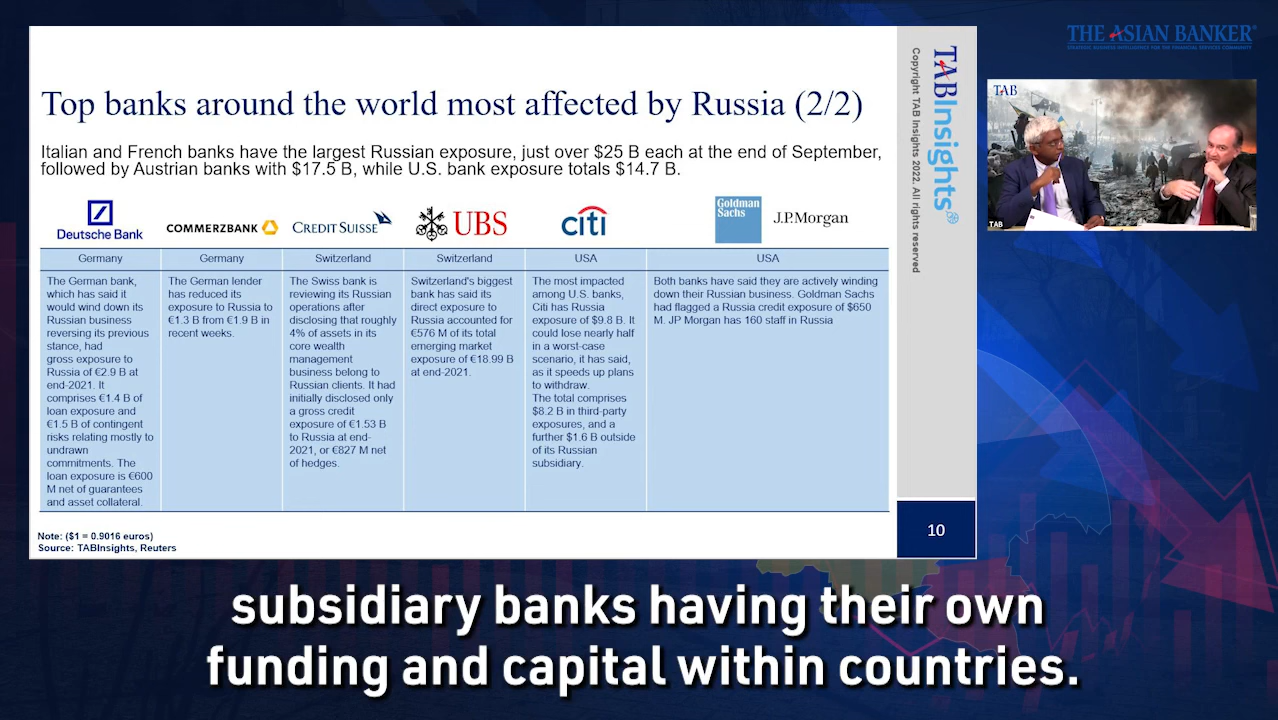 THE ASIAN BANKER
STRATEGIC BUSINESS INTELLIGENCE FOR THE FINANCIAL SERVICES COMMUNITY
Top banks around the world most affected by Russia (2/2)
Italian and French banks have the largest Russian exposure, just over $25 B each at the end of September,
followed by Austrian banks with $17.5 B, while U.S. bank exposure totals $14.7 B.
Deutsche Bank
COMMERZBANK
CREDIT SUISSE
UBS
citi
Goldman
Sachs
J.P.Morgan
Germany
Germany
Switzerland
Switzerland
USA
USA
The German bank,
which has said it
would wind down its
Russian business
reversing its previous
stance, had
gross exposure to
Russia of €2.9 B at
end-2021. It
comprises €1.4 B of
loan exposure and
€1.5 B of contingent
risks relating mostly to
undrawn
commitments. The
loan exposure is €600
M net of guarantees
and asset collateral.
The German lender
has reduced its
exposure to Russia to
€1.3 B from €1.9 B in
recent weeks.
The Swiss bank is
reviewing its Russian
operations after
disclosing that roughly
4% of assets in its
core wealth
management
business belong to
Russian clients. It had
initially disclosed only
a gross credit
exposure of €1.53 B
to Russia at end-
2021, or €827 M net
of hedges.
Switzerland's biggest
bank has said its
direct exposure to
Russia accounted for
€576 M of its total
emerging market
exposure of €18.99 B
at end-2021.
The most impacted
among U.S. banks,
Citi has Russia
exposure of $9.8 B. It
could lose nearly half
in a worst-case
scenario, it has said,
as it speeds up plans
to withdraw.
The total comprises
$8.2 B in third-party
exposures, and a
further $1.6 B outside
of its Russian
subsidiary.
Both banks have said they are actively winding
down their Russian business. Goldman Sachs
had flagged a Russia credit exposure of $650
M. JP Morgan has 160 staff in Russia
Note: ($1 = 0.9016 euros)
Source: TABInsights, Reuters
TABInsights
Copyright TAB Insights 2022. All rights reserved
10
TAB
TAB
subsidiary banks having their own
funding and capital within countries.